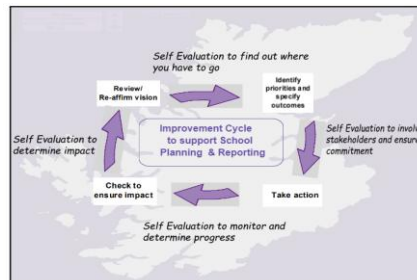 Self Evaluation to find out where
you have to go
Review/
Re-affirm vision
Identify
priorities and
specify
outcomes
Self Evaluation to
determine impact
Improvement Cycle
to support School
Planning & Reporting
Self Evaluation to involve
stakeholders and ensure
commitment
Check to
ensure impact
Take action
Self Evaluation to monitor and
determine progress